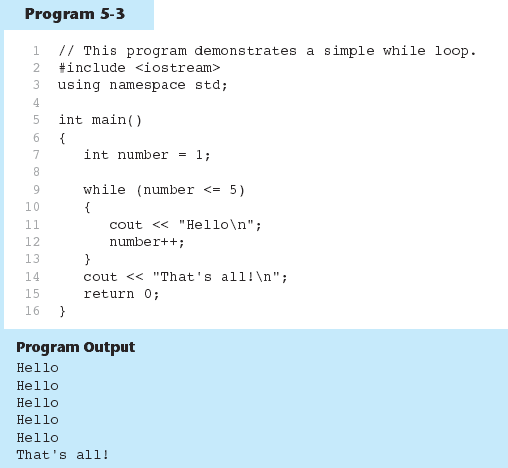 Program 5-3
1 // This program demonstrates a simple while loop.
2 #include <iostream>
3 using namespace std;
4
5 int main()
6 {
7 int number = 1;
8
9 while (number <= 5)
10 {
11 cout << "Hello\n";
12 number++;
13 }
14 cout << "That's all!\n";
15 return 0;
16 }
Program Output
Hello
Hello
Hello
Hello
Hello
That's all!